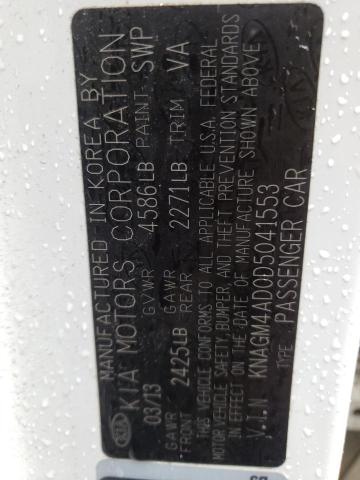 MANUFACTURED IN KOREA BY
KIA MOTORS CORPORATION
03/13 GVWR 4586LB PAINT SWP
GAWR FRONT 2425LB GAWR REAR 2271LB TRIM VA
THIS VEHICLE CONFORMS TO ALL APPLICABLE U.S.A. FEDERAL
MOTOR VEHICLE SAFETY, BUMPER, AND THEFT PREVENTION STANDARDS
IN EFFECT ON THE DATE OF MANUFACTURE SHOWN ABOVE
V.I.N KNAGM4AD0D5041553
TYPE PASSENGER CAR
KIA